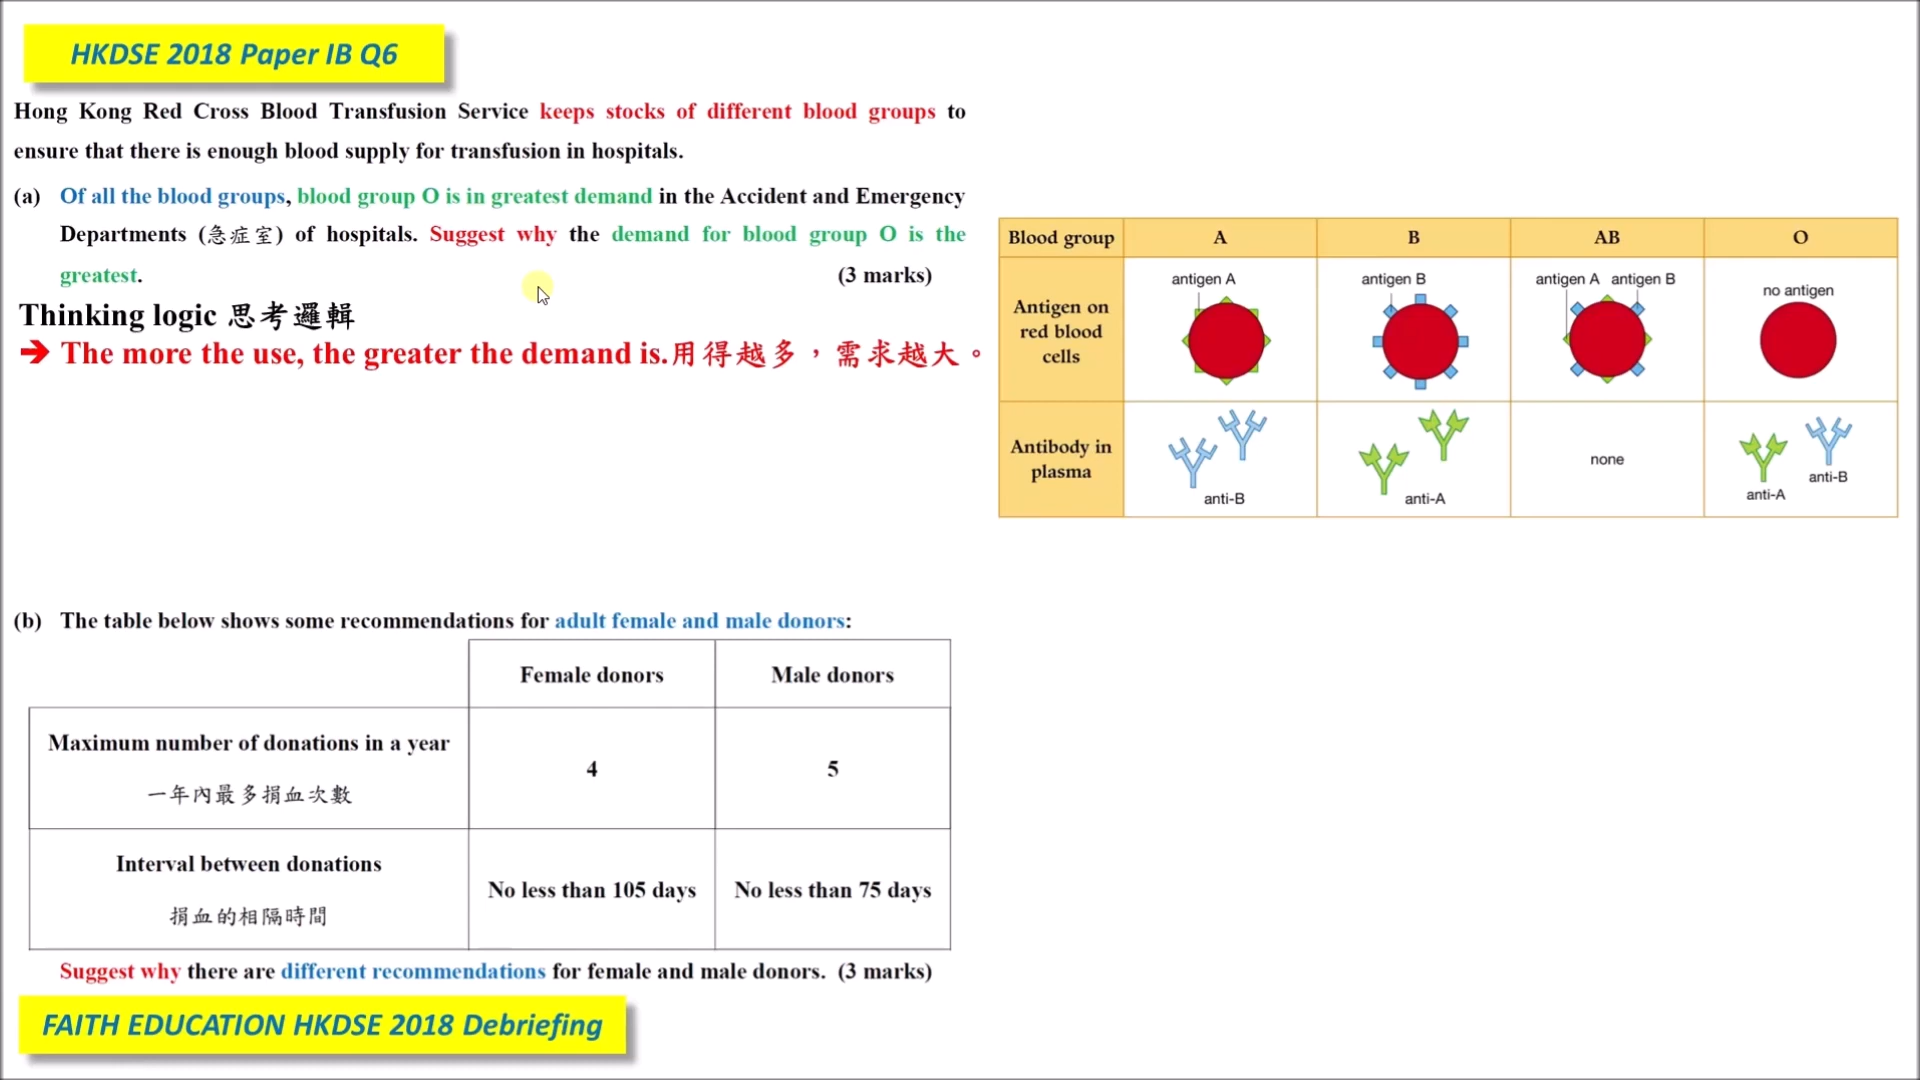 HKDSE 2018 Paper IB Q6
Hong Kong Red Cross Blood Transfusion Service keeps stocks of different blood groups to
ensure that there is enough blood supply for transfusion in hospitals.
(a) Of all the blood groups, blood group O is in greatest demand in the Accident and Emergency
Departments (急症室) of hospitals. Suggest why the demand for blood group O is the
greatest. (3 marks)
Thinking logic 思考邏輯
➔ The more the use, the greater the demand is.用得越多，需求越大。
Blood group A B AB O
Antigen on
red blood
cells
antigen A
antigen B
antigen A antigen B
no antigen
Antibody in
plasma
anti-B
anti-A
none
anti-A
anti-B
(b) The table below shows some recommendations for adult female and male donors:
Female donors Male donors
Maximum number of donations in a year
一年內最多捐血次數
4 5
Interval between donations
捐血的相隔時間
No less than 105 days No less than 75 days
Suggest why there are different recommendations for female and male donors. (3 marks)
FAITH EDUCATION HKDSE 2018 Debriefing